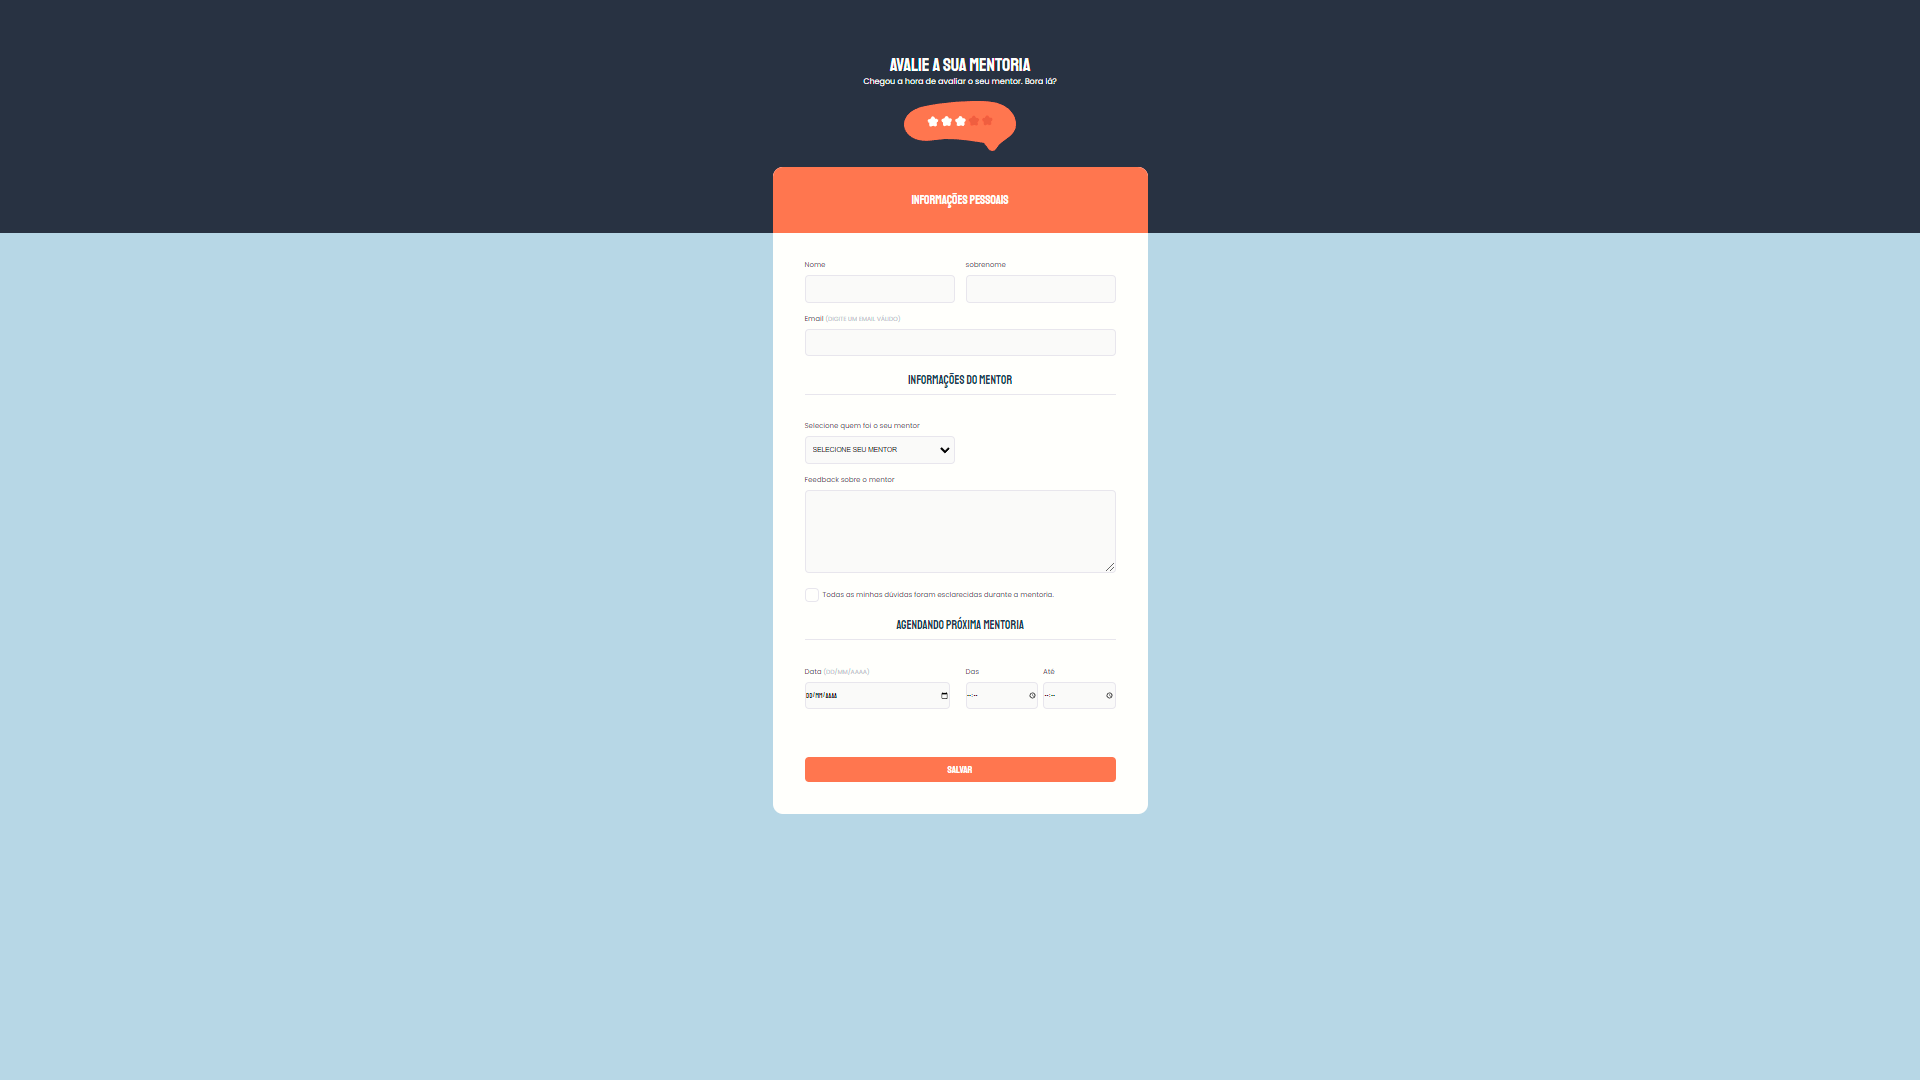 AVALIE A SUA MENTORIA
Chegou a hora de avaliar o seu mentor. Bora lá?
INFORMAÇÕES PESSOAIS
Nome sobrenome
Email (DIGITE UM EMAIL VÁLIDO)
INFORMAÇÕES DO MENTOR
Selecione quem foi o seu mentor
SELECIONE SEU MENTOR
Feedback sobre o mentor
Todas as minhas dúvidas foram esclarecidas durante a mentoria.
AGENDANDO PRÓXIMA MENTORIA
Data (DD/MM/AAAA) Das Até
DD/MM/AAAA --:-- --:--
SALVAR